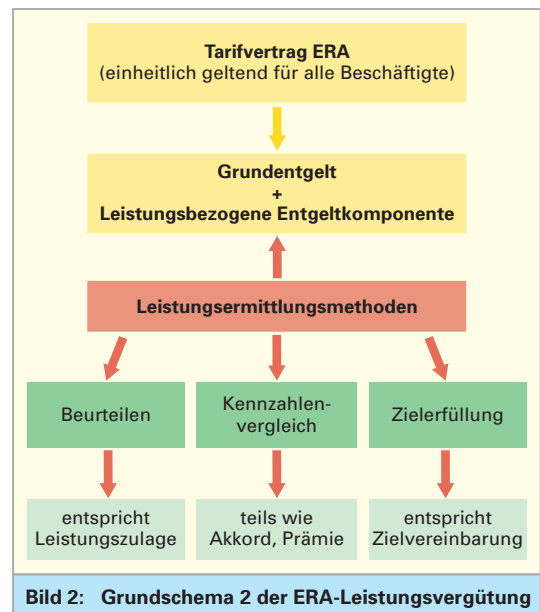 Tarifvertrag ERA
(einheitlich geltend für alle Beschäftigte)
Grundentgelt
+
Leistungsbezogene Entgeltkomponente
Leistungsermittlungsmethoden
Beurteilen
Kennzahlen-
vergleich
Zielerfüllung
entspricht
Leistungszulage
teils wie
Akkord, Prämie
entspricht
Zielvereinbarung
Bild 2: Grundschema 2 der ERA-Leistungsvergütung